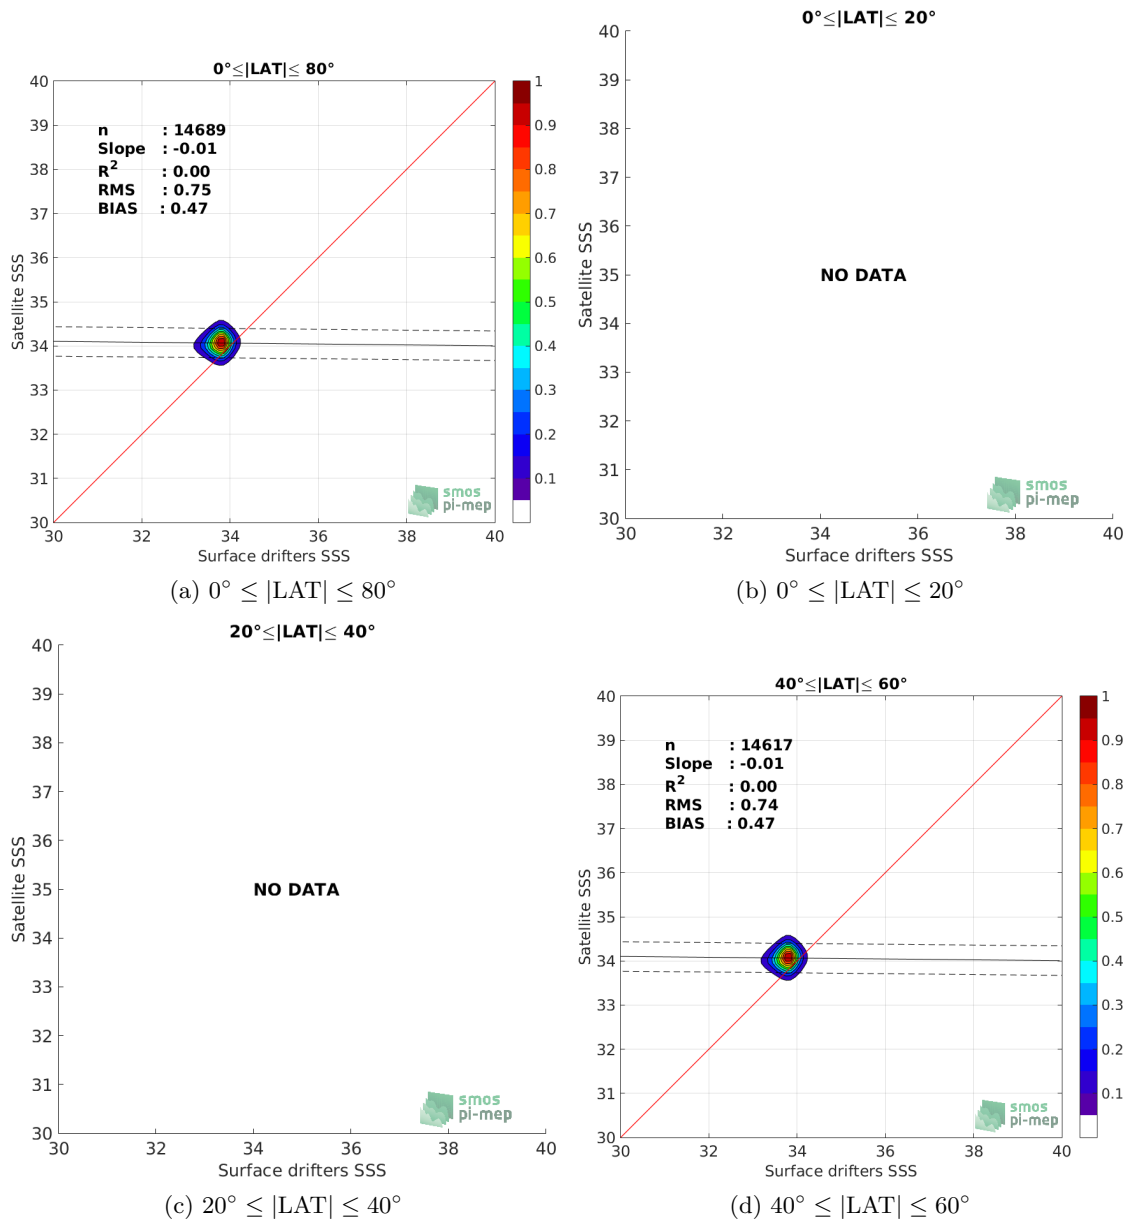 0°≤|LAT|≤ 80°
40
39
38
37
36
35
34
33
32
31
30
Satellite SSS
n : 14689
Slope : -0.01
R² : 0.00
RMS : 0.75
BIAS : 0.47
smos
pi-mep
30 32 34 36 38 40
Surface drifters SSS
1
0.9
0.8
0.7
0.6
0.5
0.4
0.3
0.2
0.1
(a) 0° ≤ |LAT| ≤ 80°
0°≤|LAT|≤ 20°
40
39
38
37
36
35
34
33
32
31
30
Satellite SSS
NO DATA
smos
pi-mep
30 32 34 36 38 40
Surface drifters SSS
(b) 0° ≤ |LAT| ≤ 20°
20°≤|LAT|≤ 40°
40
39
38
37
36
35
34
33
32
31
30
Satellite SSS
NO DATA
smos
pi-mep
30 32 34 36 38 40
Surface drifters SSS
(c) 20° ≤ |LAT| ≤ 40°
40°≤|LAT|≤ 60°
40
39
38
37
36
35
34
33
32
31
30
Satellite SSS
n : 14617
Slope : -0.01
R² : 0.00
RMS : 0.74
BIAS : 0.47
smos
pi-mep
30 32 34 36 38 40
Surface drifters SSS
1
0.9
0.8
0.7
0.6
0.5
0.4
0.3
0.2
0.1
(d) 40° ≤ |LAT| ≤ 60°